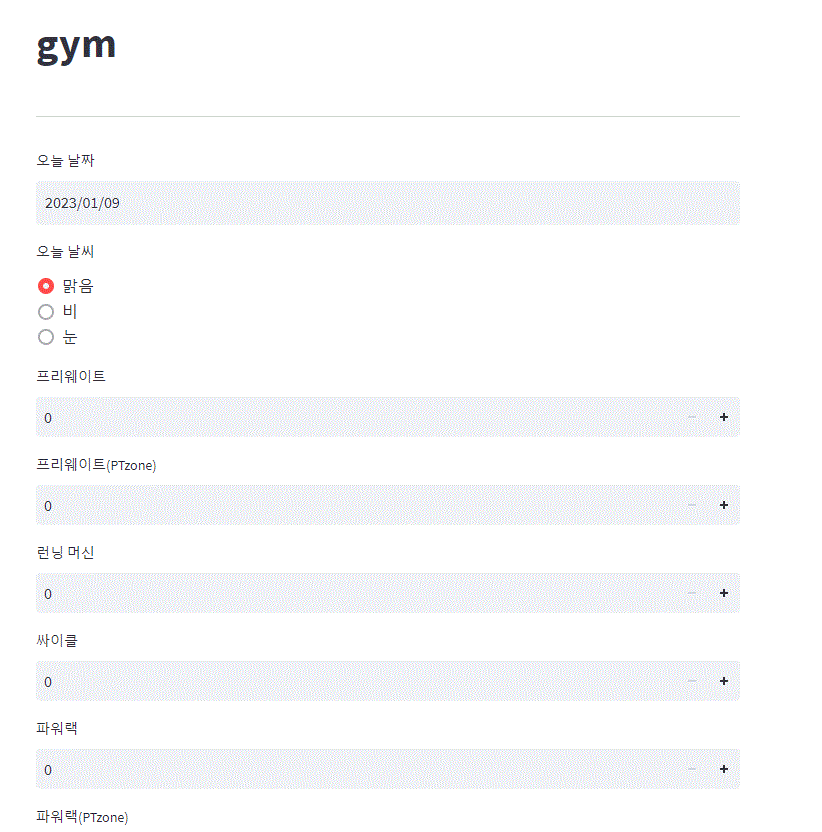 gym
오늘 날짜
2023/01/09
오늘 날씨
맑음
비
눈
프리웨이트
0
프리웨이트(PTzone)
0
런닝 머신
0
싸이클
0
파워랙
0
파워랙(PTzone)